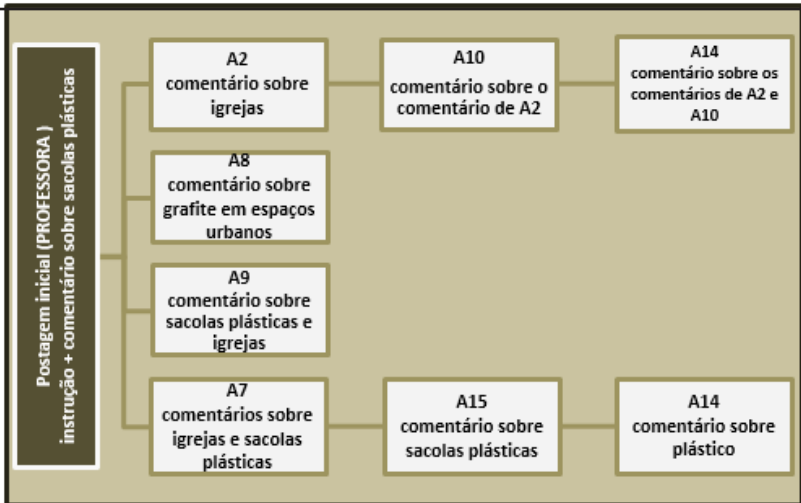 Postagem inicial (PROFESSORA )
instrução + comentário sobre sacolas plásticas
A2
comentário sobre
igrejas
A10
comentário sobre o
comentário de A2
A14
comentário sobre os
comentários de A2 e
A10
A8
comentário sobre
grafite em espaços
urbanos
A9
comentário sobre
sacolas plásticas e
igrejas
A7
comentários sobre
igrejas e sacolas
plásticas
A15
comentário sobre
sacolas plásticas
A14
comentário sobre
plástico